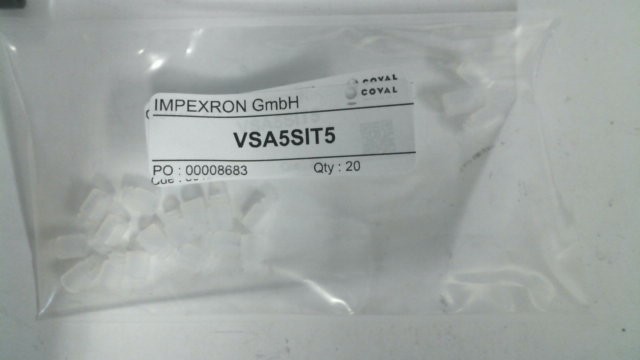 COVAL
IMPEXRON GmbH
COVAL
VSA5SIT5
PO : 00008683
Qty : 20